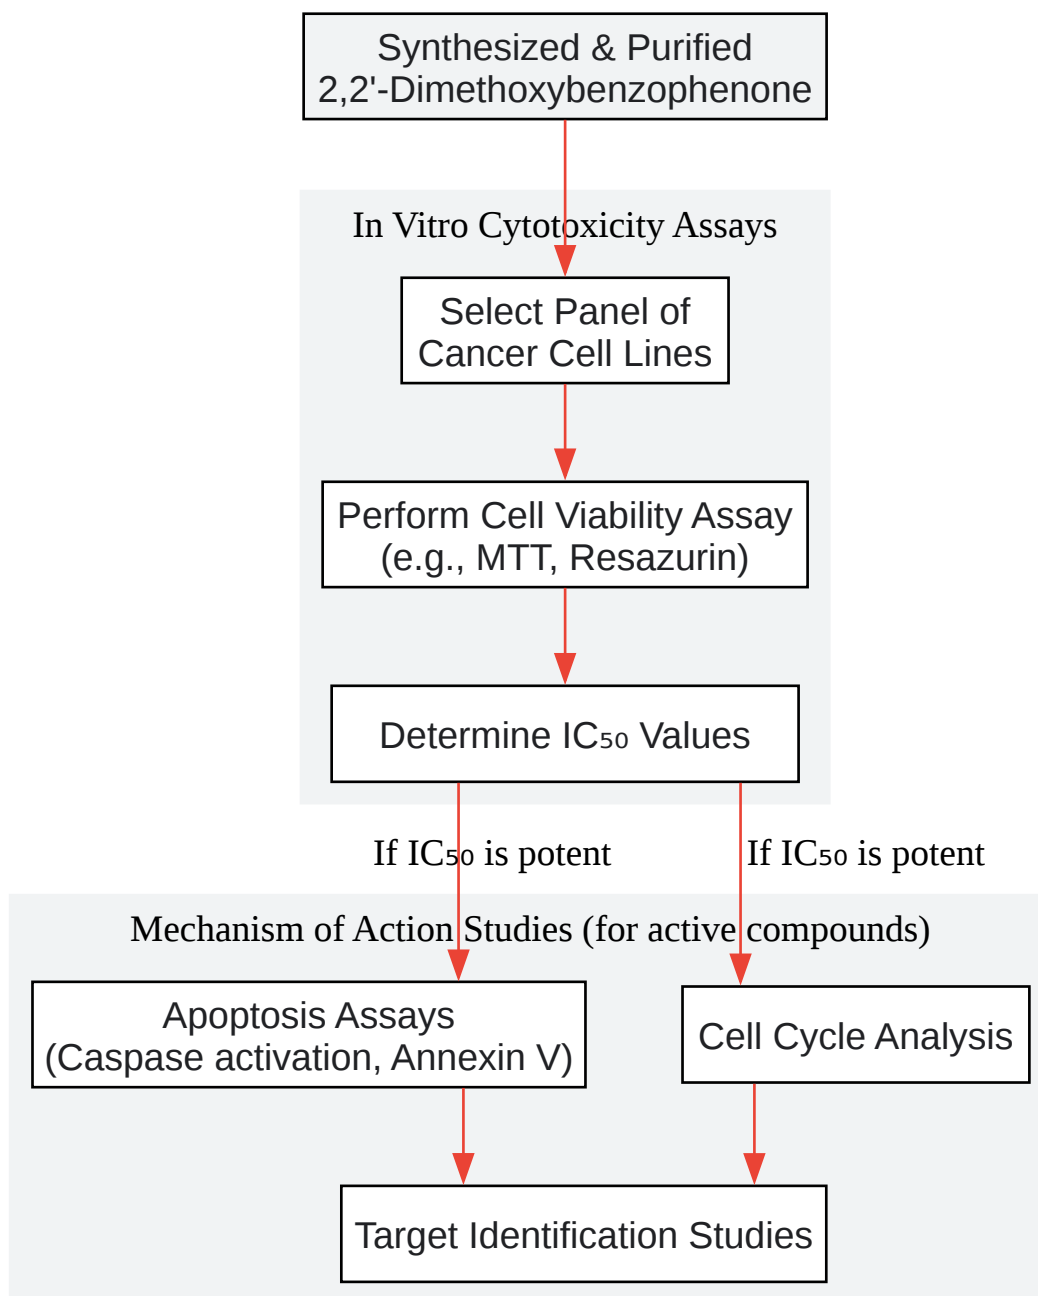 Synthesized & Purified
2,2'-Dimethoxybenzophenone
In Vitro Cytotoxicity Assays
Select Panel of
Cancer Cell Lines
Perform Cell Viability Assay
(e.g., MTT, Resazurin)
Determine IC₅₀ Values
If IC₅₀ is potent
If IC₅₀ is potent
Mechanism of Action Studies (for active compounds)
Apoptosis Assays
(Caspase activation, Annexin V)
Cell Cycle Analysis
Target Identification Studies